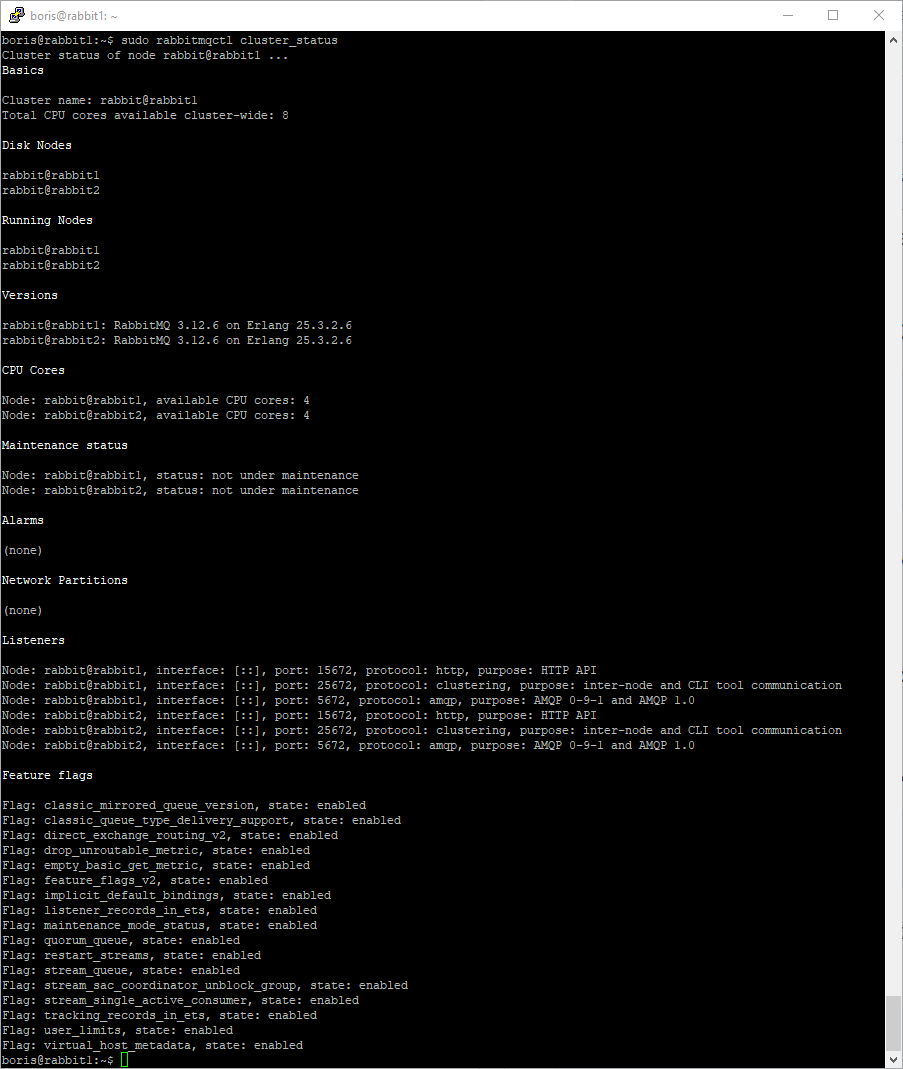 boris@rabbit1: ~
boris@rabbit1:~$ sudo rabbitmqctl cluster_status
Cluster status of node rabbit@rabbit1 ...
Basics
Cluster name: rabbit@rabbit1
Total CPU cores available cluster-wide: 8
Disk Nodes
rabbit@rabbit1
rabbit@rabbit2
Running Nodes
rabbit@rabbit1
rabbit@rabbit2
Versions
rabbit@rabbit1: RabbitMQ 3.12.6 on Erlang 25.3.2.6
rabbit@rabbit2: RabbitMQ 3.12.6 on Erlang 25.3.2.6
CPU Cores
Node: rabbit@rabbit1, available CPU cores: 4
Node: rabbit@rabbit2, available CPU cores: 4
Maintenance status
Node: rabbit@rabbit1, status: not under maintenance
Node: rabbit@rabbit2, status: not under maintenance
Alarms
(none)
Network Partitions
(none)
Listeners
Node: rabbit@rabbit1, interface: [::], port: 15672, protocol: http, purpose: HTTP API
Node: rabbit@rabbit1, interface: [::], port: 25672, protocol: clustering, purpose: inter-node and CLI tool communication
Node: rabbit@rabbit1, interface: [::], port: 5672, protocol: amqp, purpose: AMQP 0-9-1 and AMQP 1.0
Node: rabbit@rabbit2, interface: [::], port: 15672, protocol: http, purpose: HTTP API
Node: rabbit@rabbit2, interface: [::], port: 25672, protocol: clustering, purpose: inter-node and CLI tool communication
Node: rabbit@rabbit2, interface: [::], port: 5672, protocol: amqp, purpose: AMQP 0-9-1 and AMQP 1.0
Feature flags
Flag: classic_mirrored_queue_version, state: enabled
Flag: classic_queue_type_delivery_support, state: enabled
Flag: direct_exchange_routing_v2, state: enabled
Flag: drop_unroutable_metric, state: enabled
Flag: empty_basic_get_metric, state: enabled
Flag: feature_flags_v2, state: enabled
Flag: implicit_default_bindings, state: enabled
Flag: listener_records_in_ets, state: enabled
Flag: maintenance_mode_status, state: enabled
Flag: quorum_queue, state: enabled
Flag: restart_streams, state: enabled
Flag: stream_queue, state: enabled
Flag: stream_sac_coordinator_unblock_group, state: enabled
Flag: stream_single_active_consumer, state: enabled
Flag: tracking_records_in_ets, state: enabled
Flag: user_limits, state: enabled
Flag: virtual_host_metadata, state: enabled
boris@rabbit1:~$